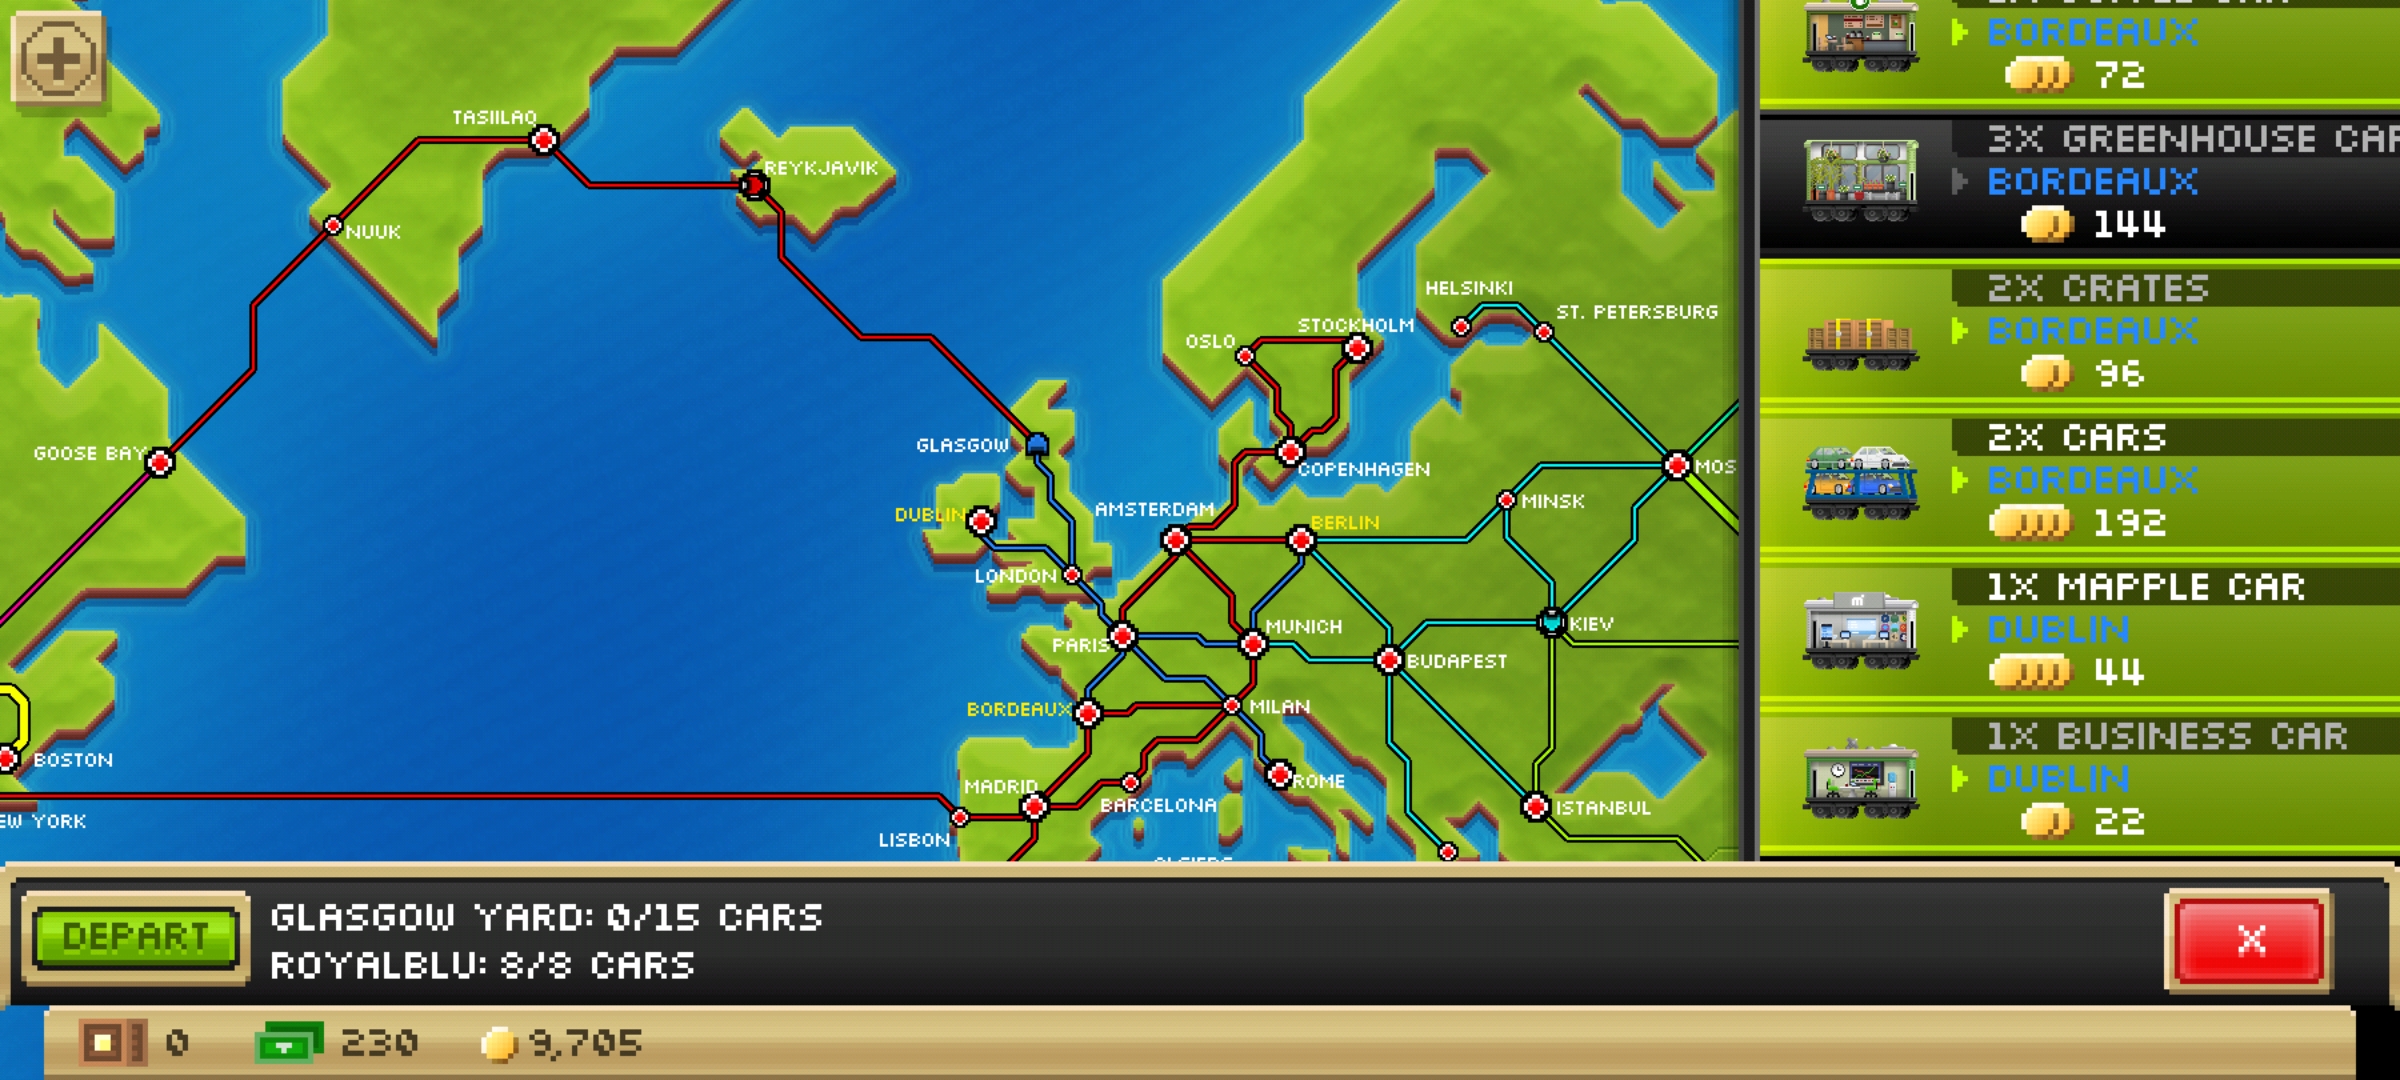 TASIILAQ
REYKJAVIK
NUUK
HELSINKI
ST. PETERSBURG
STOCKHOLM
OSLO
GLASGOW
GOOSE BAY
COPENHAGEN
MOS
MINSK
AMSTERDAM
BERLIN
DUBLIN
LONDON
KIEV
MUNICH
PARIS
BUDAPEST
BORDEAUX
MILAN
BOSTON
ROME
MADRID
BARCELONA
ISTANBUL
EW YORK
LISBON
BORDEAUX
72
3X GREENHOUSE CAR
BORDEAUX
144
2X CRATES
BORDEAUX
96
2X CARS
BORDEAUX
192
1X MAPPLE CAR
DUBLIN
44
1X BUSINESS CAR
DUBLIN
22
DEPART
GLASGOW YARD: 0/15 CARS
ROYALBLU: 8/8 CARS
X
0 230 9,705